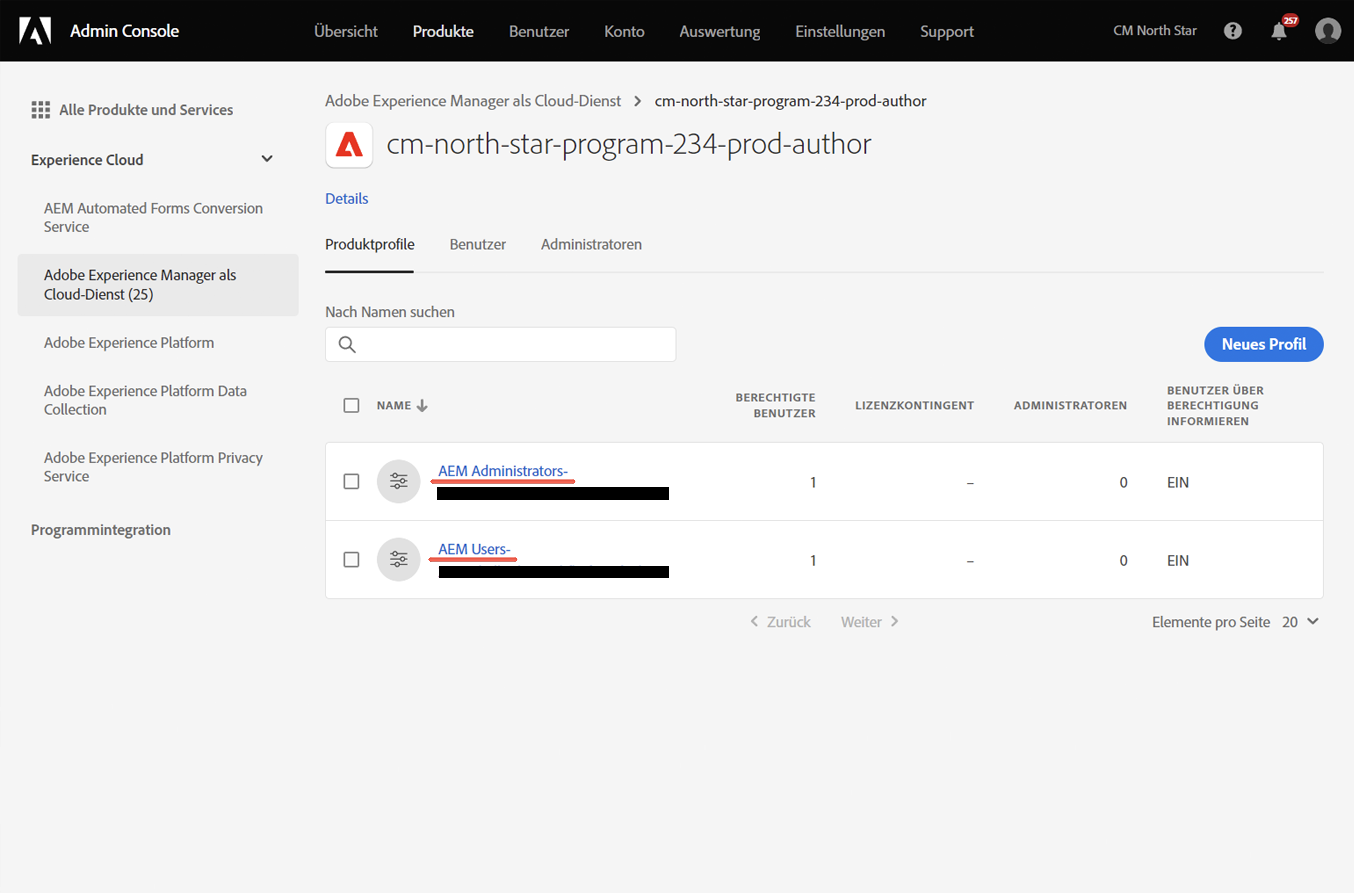 Admin Console
Übersicht
Produkte
Benutzer
Konto
Auswertung
Einstellungen
Support
CM North Star
?
257
Alle Produkte und Services
Experience Cloud
AEM Automated Forms Conversion
Service
Adobe Experience Manager als
Cloud-Dienst (25)
Adobe Experience Platform
Adobe Experience Platform Data
Collection
Adobe Experience Platform Privacy
Service
Programmintegration
Adobe Experience Manager als Cloud-Dienst > cm-north-star-program-234-prod-author
cm-north-star-program-234-prod-author
Details
Produktprofile
Benutzer
Administratoren
Nach Namen suchen
Neues Profil
NAME
BERECHTIGTE
BENUTZER
LIZENZKONTINGENT
ADMINISTRATOREN
BENUTZER ÜBER
BERECHTIGUNG
INFORMIEREN
AEM Administrators-
1
–
0
EIN
AEM Users-
1
–
0
EIN
Zurück
Weiter
Elemente pro Seite 20